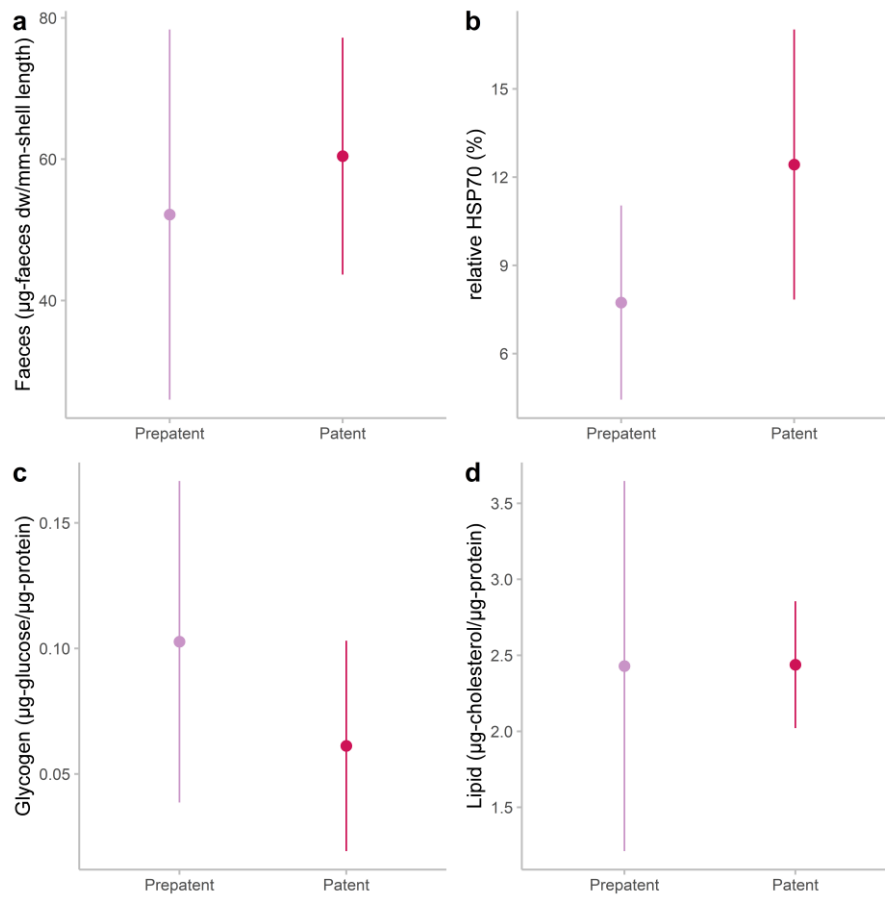 a
Faeces (µg-faeces dw/mm-shell length)
80
60
40
Prepatent Patent
b
relative HSP70 (%)
15
12
9
6
Prepatent Patent
c
Glycogen (µg-glucose/µg-protein)
0.15
0.10
0.05
Prepatent Patent
d
Lipid (µg-cholesterol/µg-protein)
3.5
3.0
2.5
2.0
1.5
Prepatent Patent